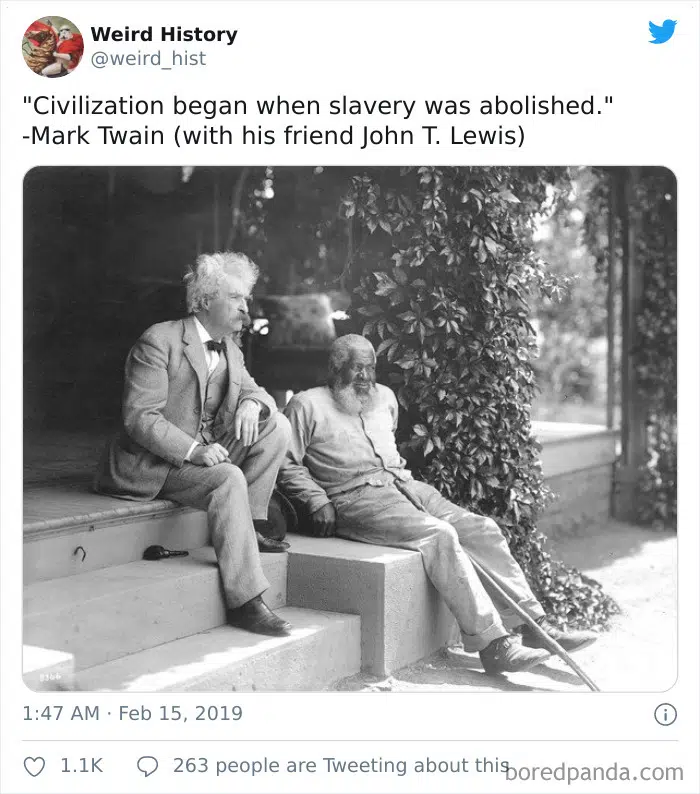 Weird History
@weird_hist
"Civilization began when slavery was abolished."
-Mark Twain (with his friend John T. Lewis)
1:47 AM · Feb 15, 2019
1.1K
263 people are Tweeting about this
boredpanda.com